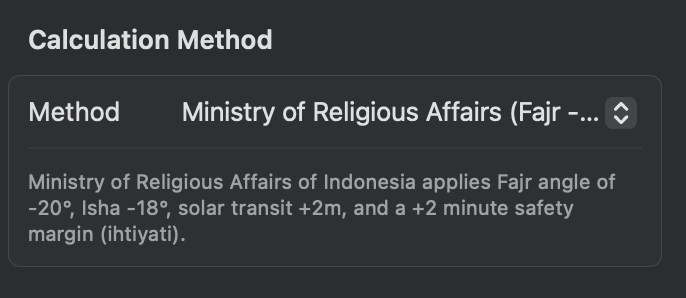 Calculation Method
Method Ministry of Religious Affairs (Fajr -...
Ministry of Religious Affairs of Indonesia applies Fajr angle of
-20°, Isha -18°, solar transit +2m, and a +2 minute safety
margin (ihtiyati).